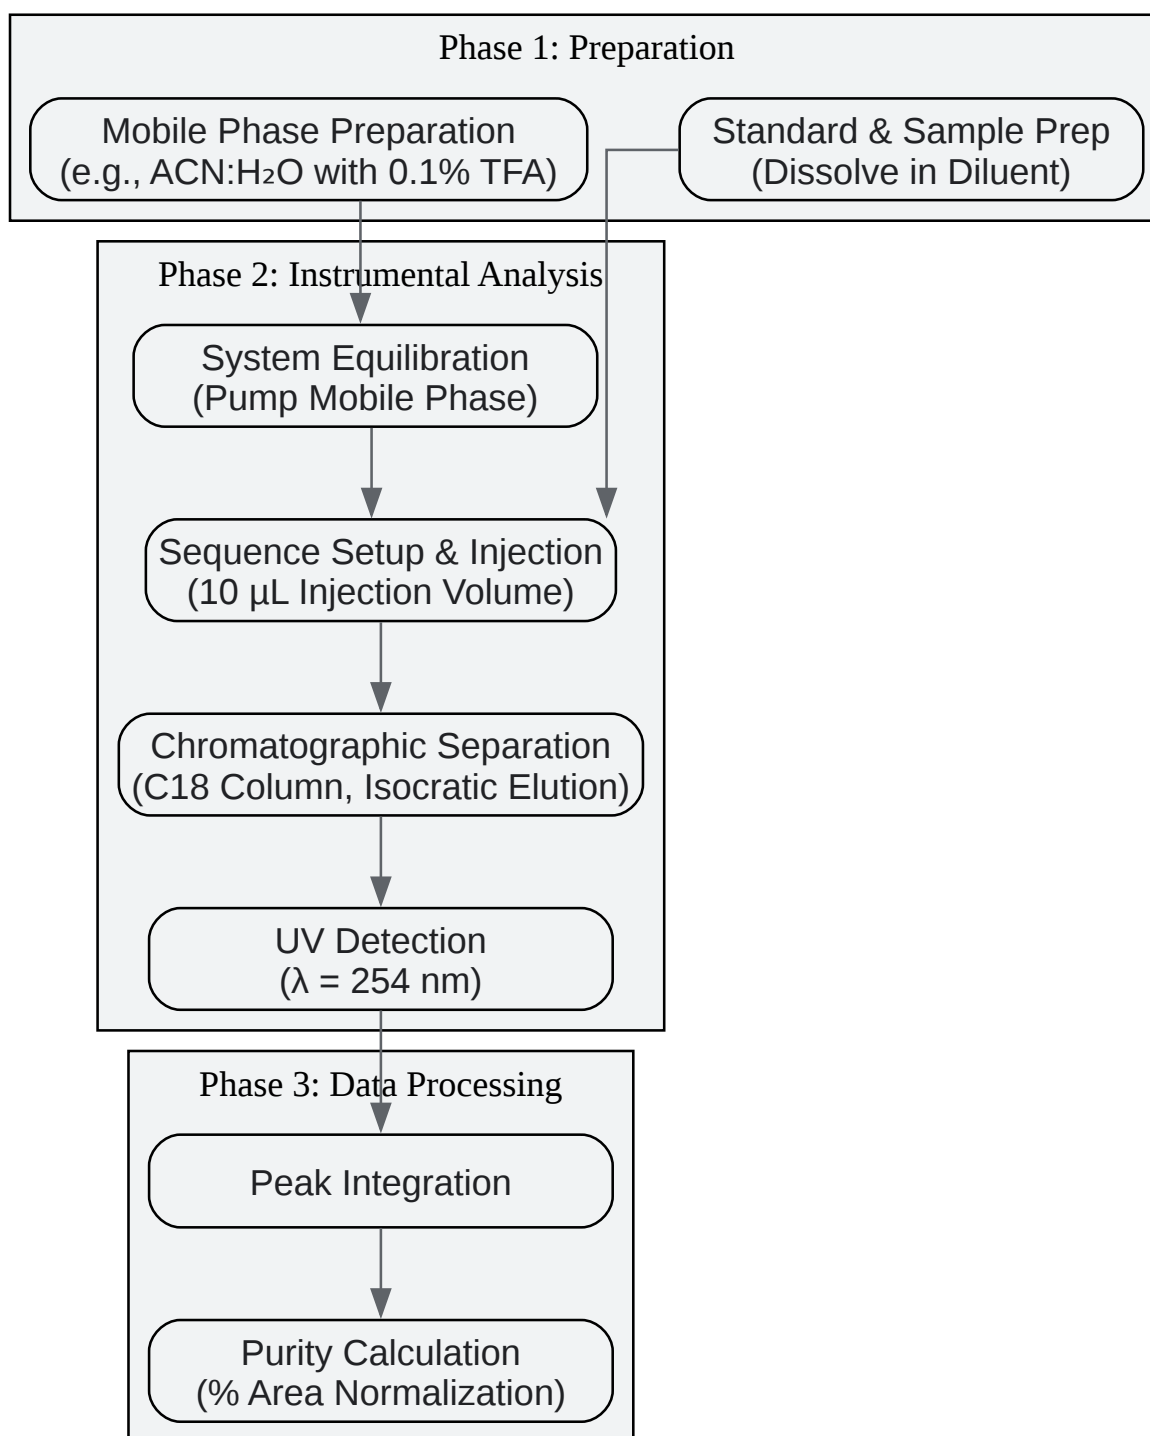 Phase 1: Preparation
Mobile Phase Preparation
(e.g., ACN:H₂O with 0.1% TFA)
Standard & Sample Prep
(Dissolve in Diluent)
Phase 2: Instrumental Analysis
System Equilibration
(Pump Mobile Phase)
Sequence Setup & Injection
(10 µL Injection Volume)
Chromatographic Separation
(C18 Column, Isocratic Elution)
UV Detection
(λ = 254 nm)
Phase 3: Data Processing
Peak Integration
Purity Calculation
(% Area Normalization)